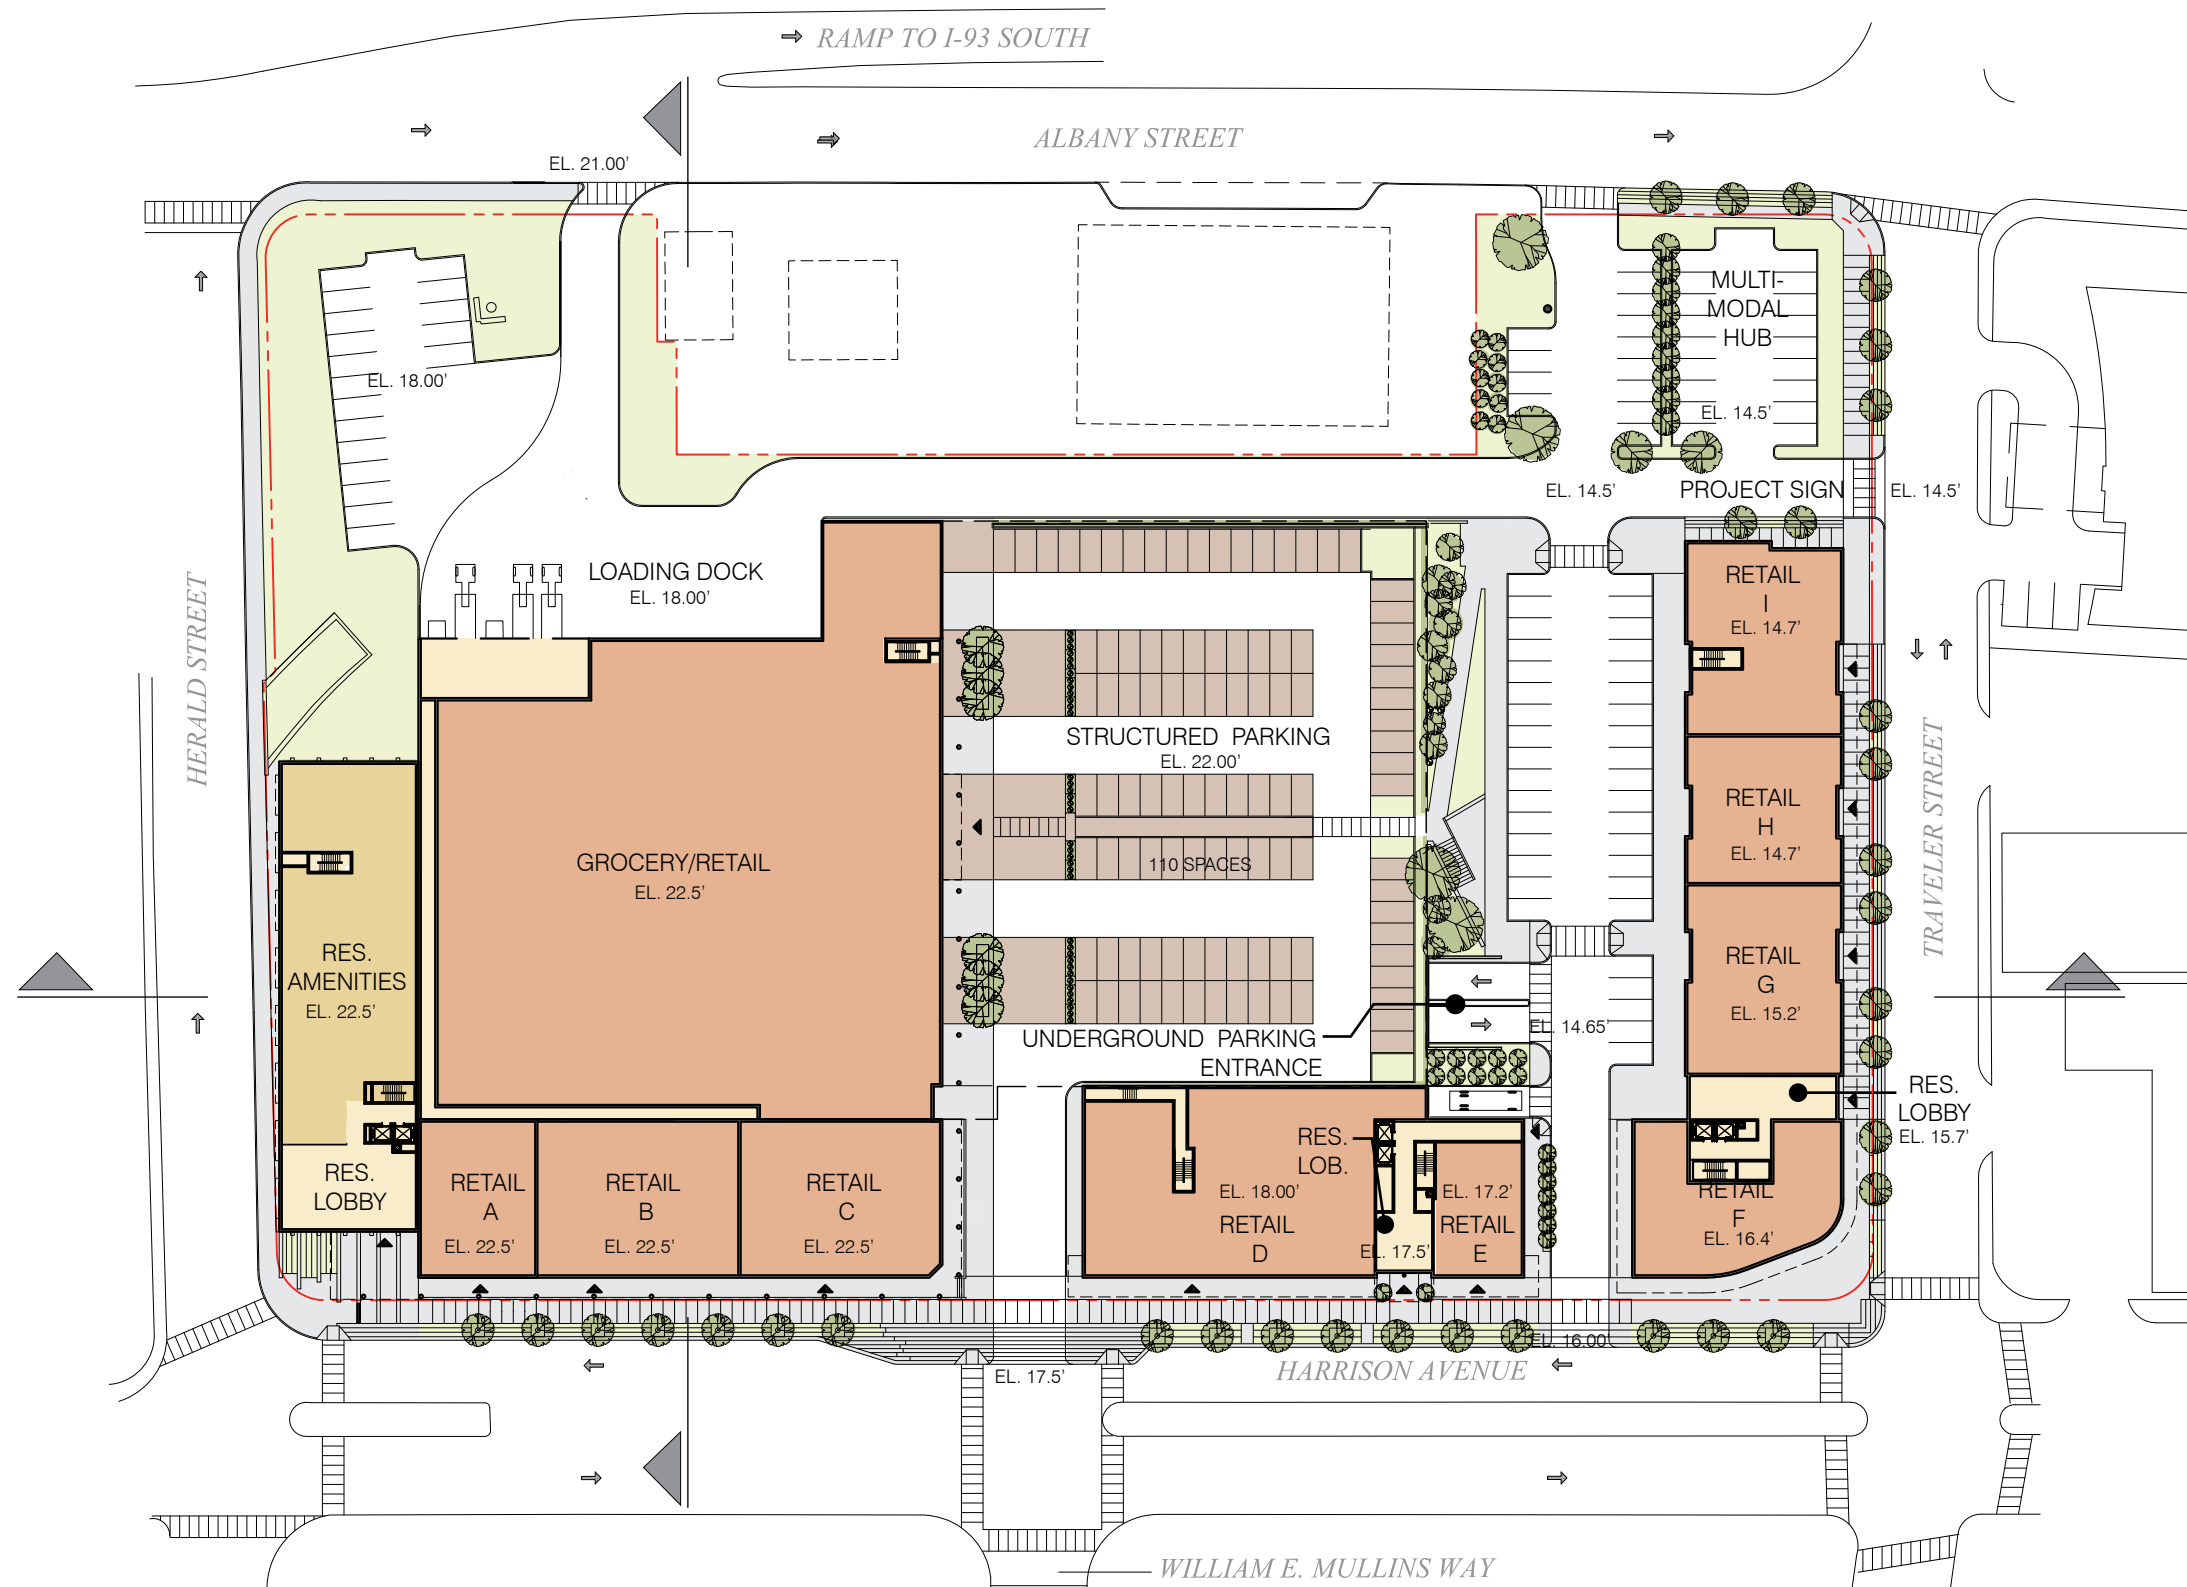 RAMP TO I-93 SOUTH
ALBANY STREET
EL. 21.00'
MULTI-
MODAL
HUB
EL. 18.00'
EL. 14.5'
EL. 14.5'
PROJECT SIGN
EL. 14.5'
LOADING DOCK
EL. 18.00'
RETAIL
I
EL. 14.7'
HERALD STREET
STRUCTURED PARKING
EL. 22.00'
TRAVELER STREET
RETAIL
H
EL. 14.7'
GROCERY/RETAIL
EL. 22.5'
110 SPACES
RES.
AMENITIES
EL. 22.5'
RETAIL
G
EL. 15.2'
UNDERGROUND PARKING
ENTRANCE
EL. 14.65'
RES.
LOBBY
EL. 15.7'
RES.
LOBBY
RETAIL
A
EL. 22.5'
RETAIL
B
EL. 22.5'
RETAIL
C
EL. 22.5'
RES.
LOB.
EL. 18.00'
RETAIL
D
EL. 17.5'
EL. 17.2'
RETAIL
E
RETAIL
F
EL. 16.4'
EL. 16.00'
EL. 17.5'
HARRISON AVENUE
WILLIAM E. MULLINS WAY